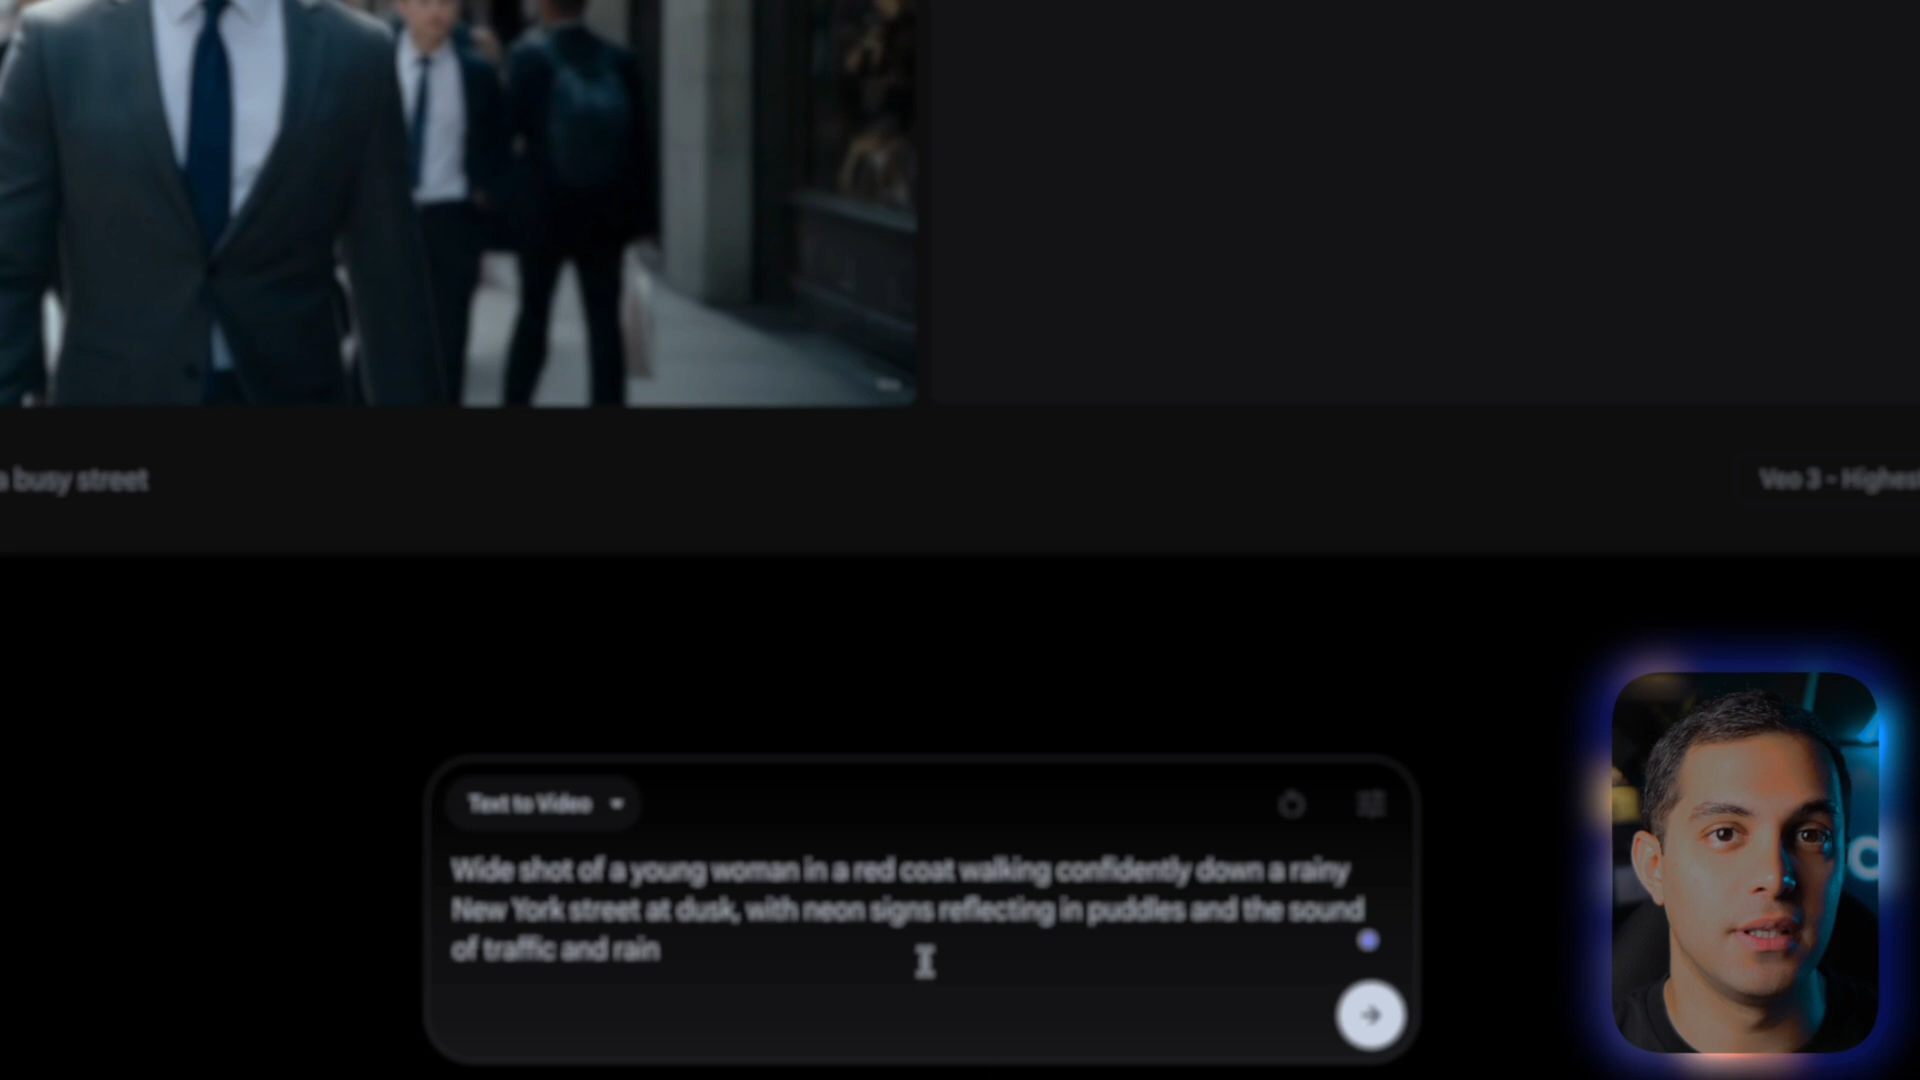 a busy street
Veo 3 - Highest
Text to Video
Wide shot of a young woman in a red coat walking confidently down a rainy
New York street at dusk, with neon signs reflecting in puddles and the sound
of traffic and rain